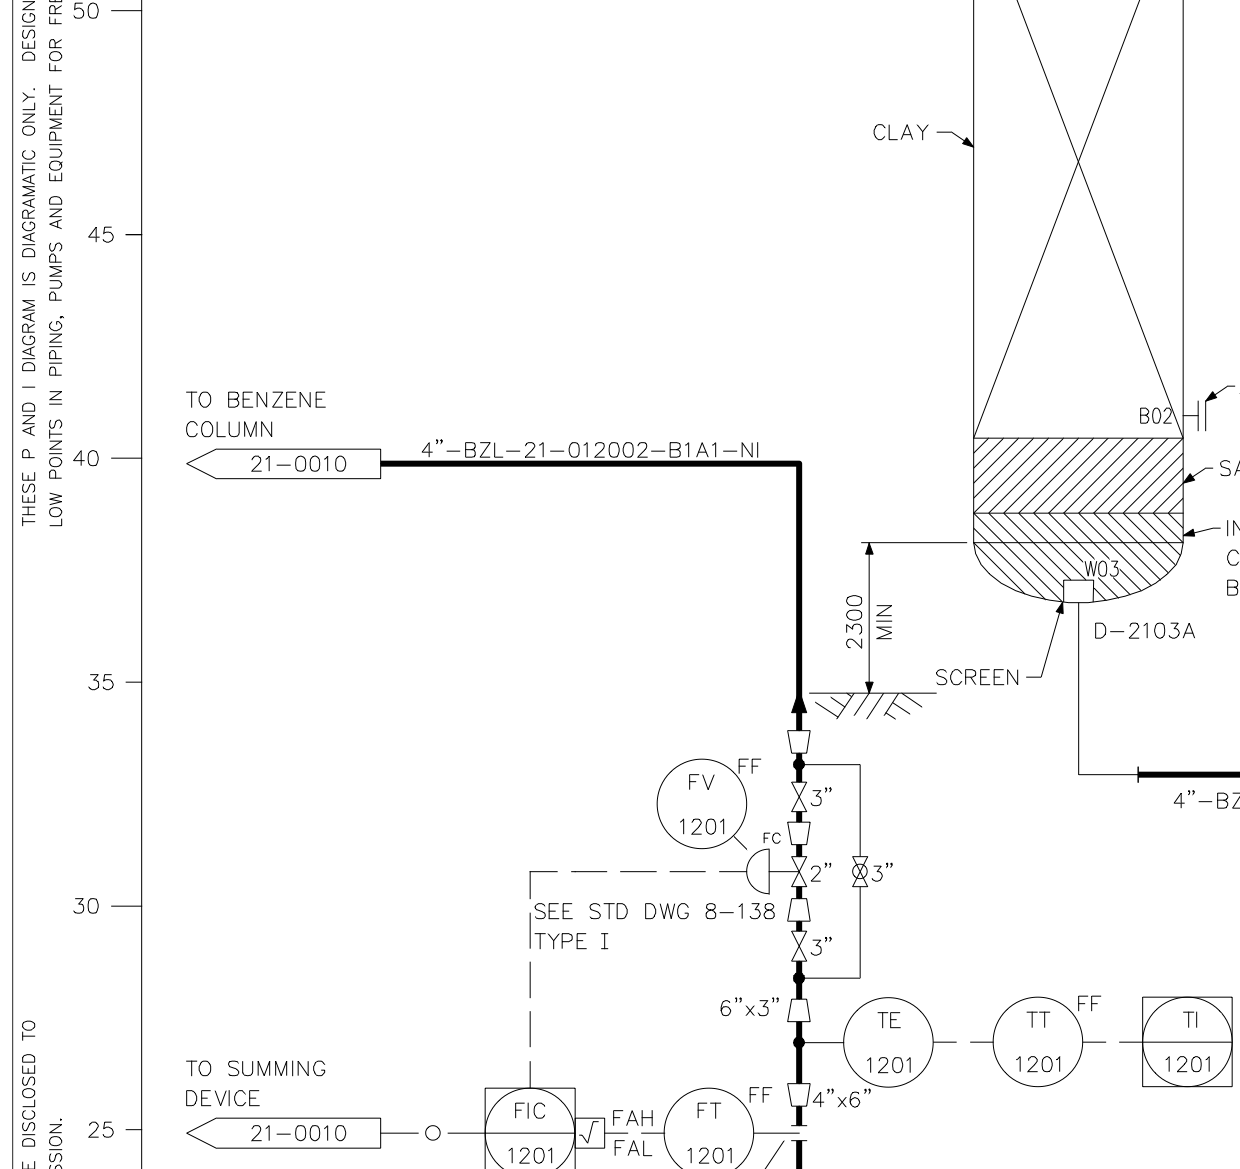 THESE P AND I DIAGRAM IS DIAGRAMATIC ONLY. DESIGN
LOW POINTS IN PIPING, PUMPS AND EQUIPMENT FOR
DISCLOSED TO
50
45
40
35
30
25
CLAY
B02
W03
D-2103A
SCREEN
2300
MIN
TO BENZENE
COLUMN
21-0010
4"-BZL-21-012002-B1A1-NI
4"-BZ
FV
1201
FF
FC
3"
2"
3"
3"
SEE STD DWG 8-138
TYPE I
6"x3"
TE
1201
TT
1201
FF
TI
1201
4"x6"
TO SUMMING
DEVICE
21-0010
FIC
1201
√
FAH
FAL
FT
1201
FF